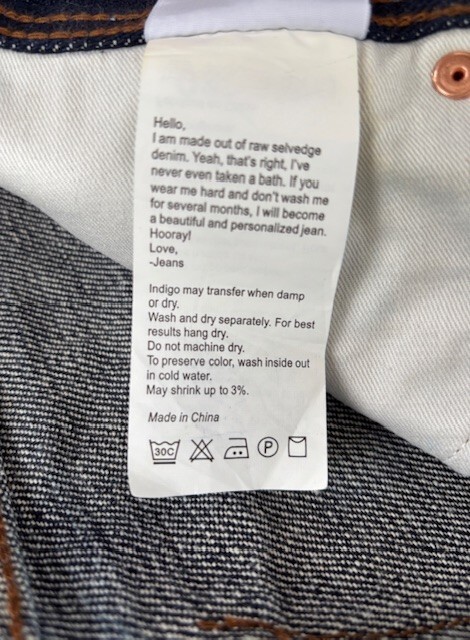 Hello,
I am made out of raw selvedge
denim. Yeah, that's right, I've
never even taken a bath. If you
wear me hard and don't wash me
for several months, I will become
a beautiful and personalized jean.
Hooray!
Love,
-Jeans
Indigo may transfer when damp
or dry.
Wash and dry separately. For best
results hang dry.
Do not machine dry.
To preserve color, wash inside out
in cold water.
May shrink up to 3%.
Made in China
30C P